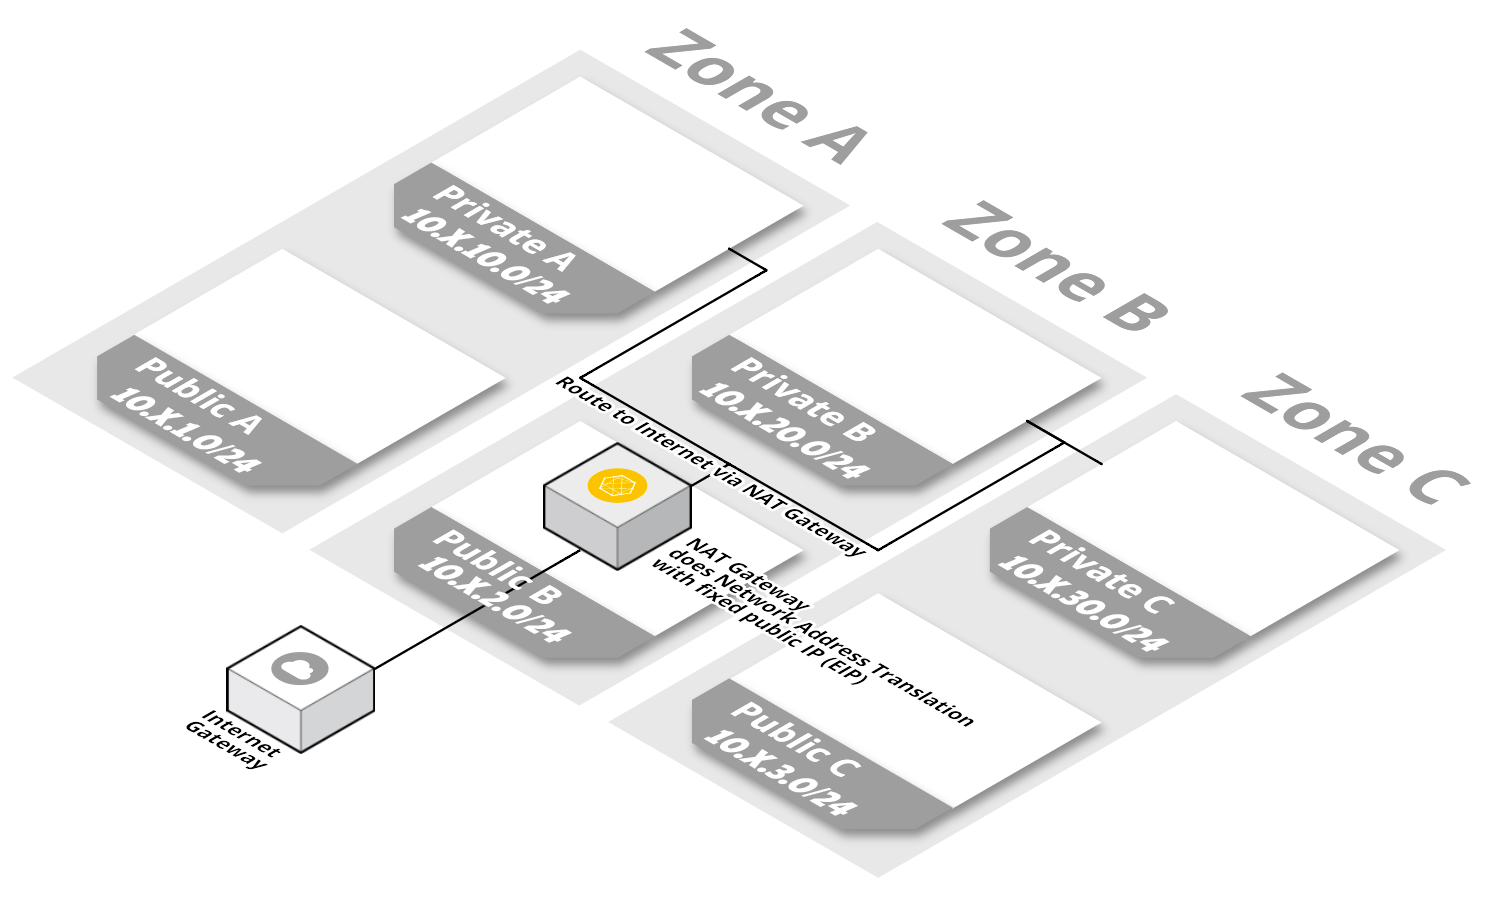 Zone A
Private A
10.X.10.0/24
Public A
10.X.1.0/24
Zone B
Private B
10.X.20.0/24
Route to Internet via NAT Gateway
Public B
10.X.2.0/24
NAT Gateway
does Network Address Translation
with fixed public IP (EIP)
Internet
Gateway
Zone C
Private C
10.X.30.0/24
Public C
10.X.3.0/24